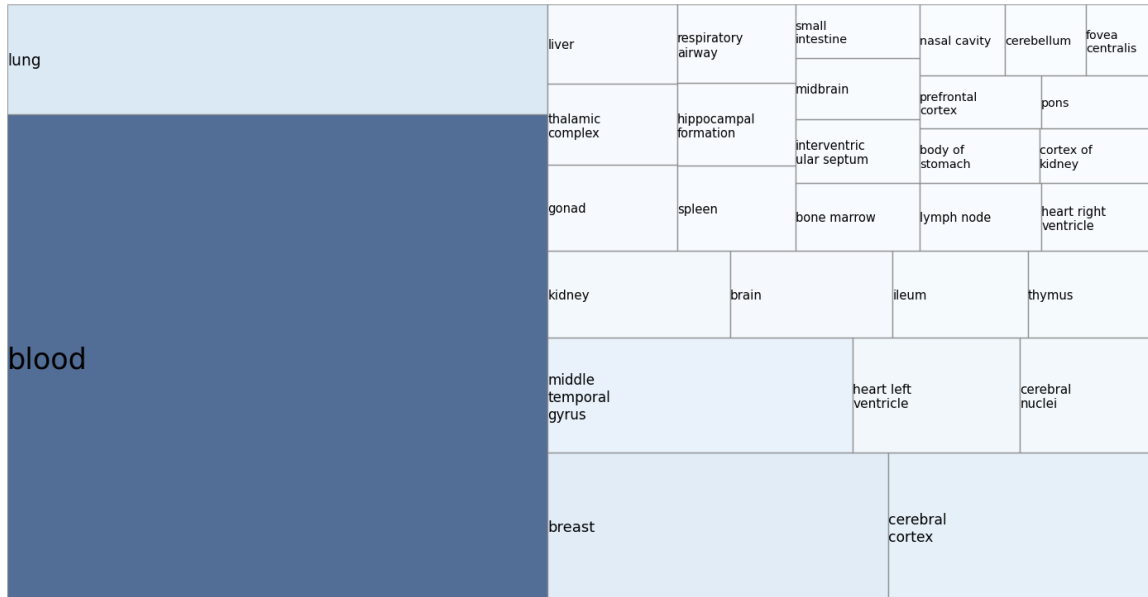 lung
blood
liver
respiratory
airway
small
intestine
nasal cavity
cerebellum
fovea
centralis
midbrain
prefrontal
cortex
pons
thalamic
complex
hippocampal
formation
interventric
ular septum
body of
stomach
cortex of
kidney
gonad
spleen
bone marrow
lymph node
heart right
ventricle
kidney
brain
ileum
thymus
middle
temporal
gyrus
heart left
ventricle
cerebral
nuclei
breast
cerebral
cortex